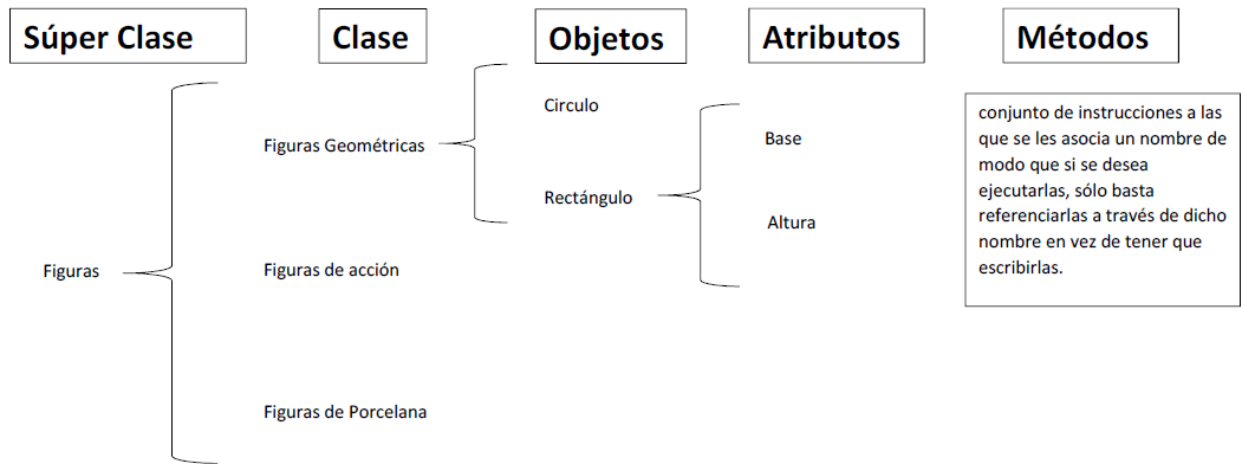 Súper Clase
Clase
Objetos
Atributos
Métodos
Figuras
Figuras Geométricas
Figuras de acción
Figuras de Porcelana
Circulo
Rectángulo
Base
Altura
conjunto de instrucciones a las
que se les asocia un nombre de
modo que si se desea
ejecutarlas, sólo basta
referenciarlas a través de dicho
nombre en vez de tener que
escribirlas.